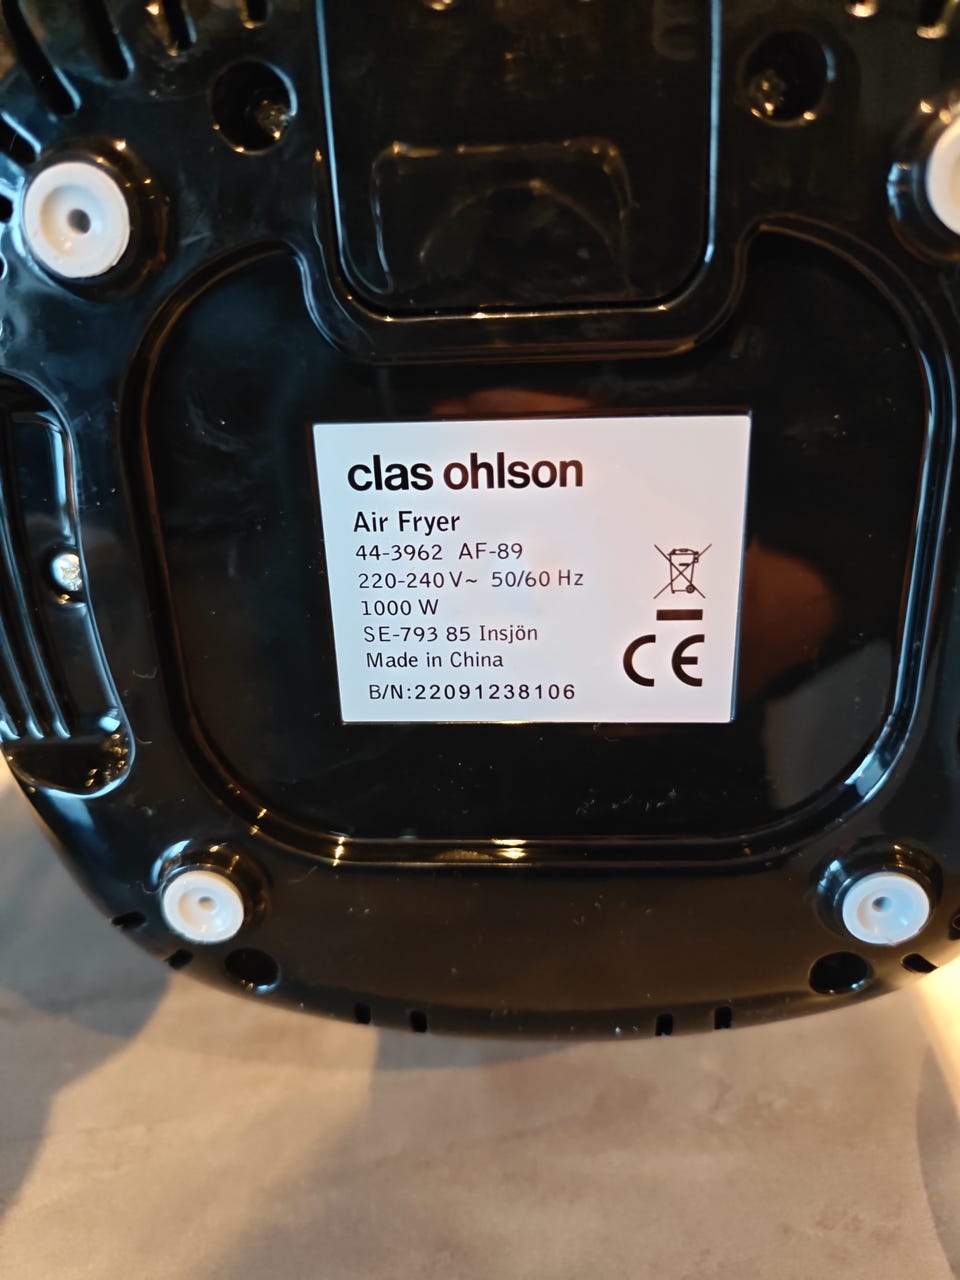 clas ohlson
Air Fryer
44-3962 AF-89
220-240 V~ 50/60 Hz
1000 W
SE-793 85 Insjön
Made in China
B/N:22091238106
CE